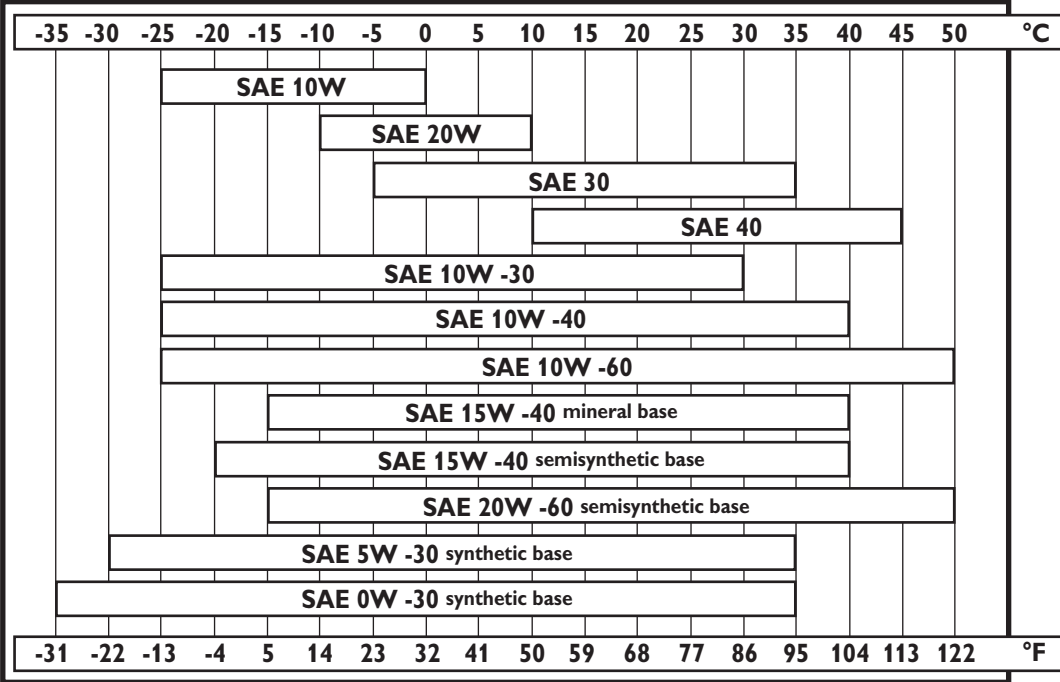 -35 -30 -25 -20 -15 -10 -5 0 5 10 15 20 25 30 35 40 45 50 °C
SAE 10W
SAE 20W
SAE 30
SAE 40
SAE 10W -30
SAE 10W -40
SAE 10W -60
SAE 15W -40 mineral base
SAE 15W -40 semisynthetic base
SAE 20W -60 semisynthetic base
SAE 5W -30 synthetic base
SAE 0W -30 synthetic base
-31 -22 -13 -4 5 14 23 32 41 50 59 68 77 86 95 104 113 122 °F